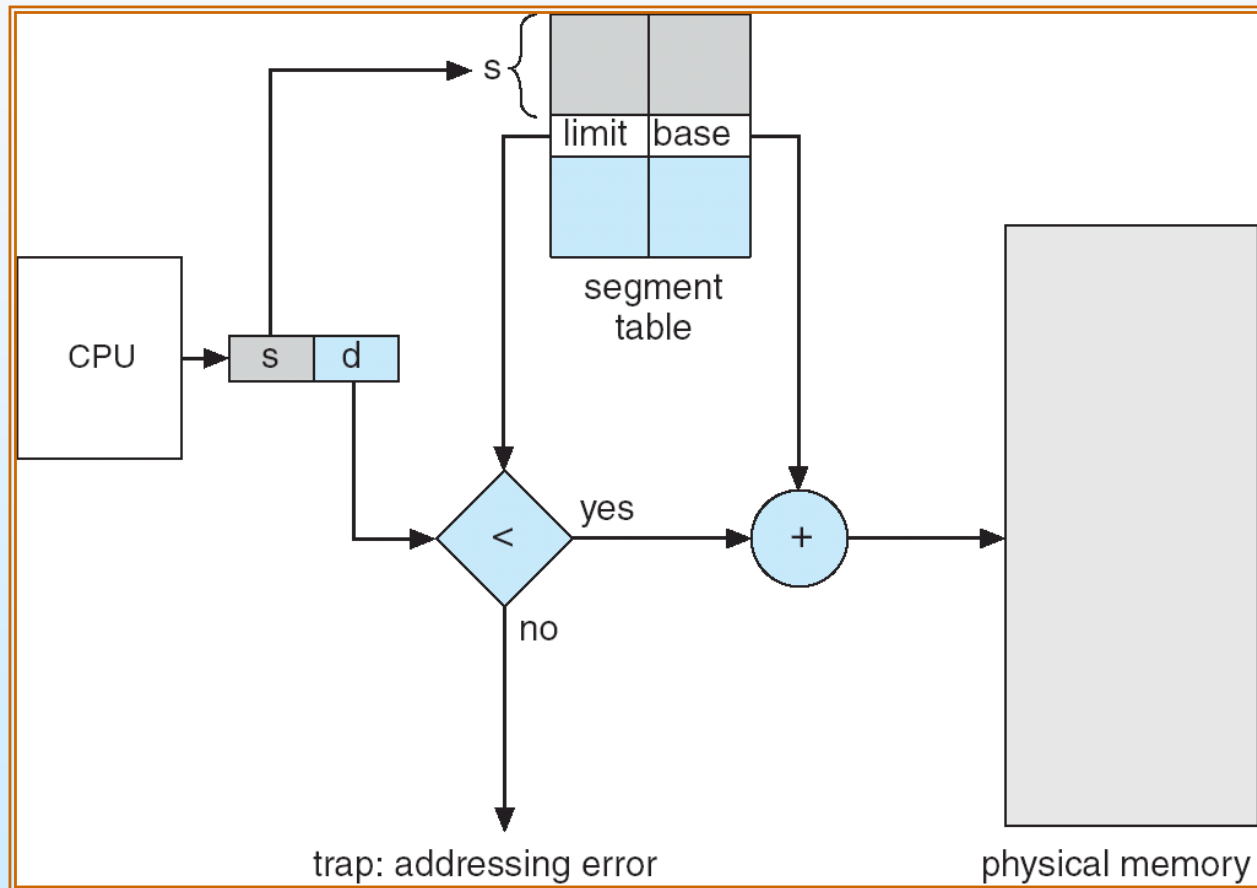 s
limit base
segment
table
CPU
s d
yes
<
+
no
trap: addressing error
physical memory